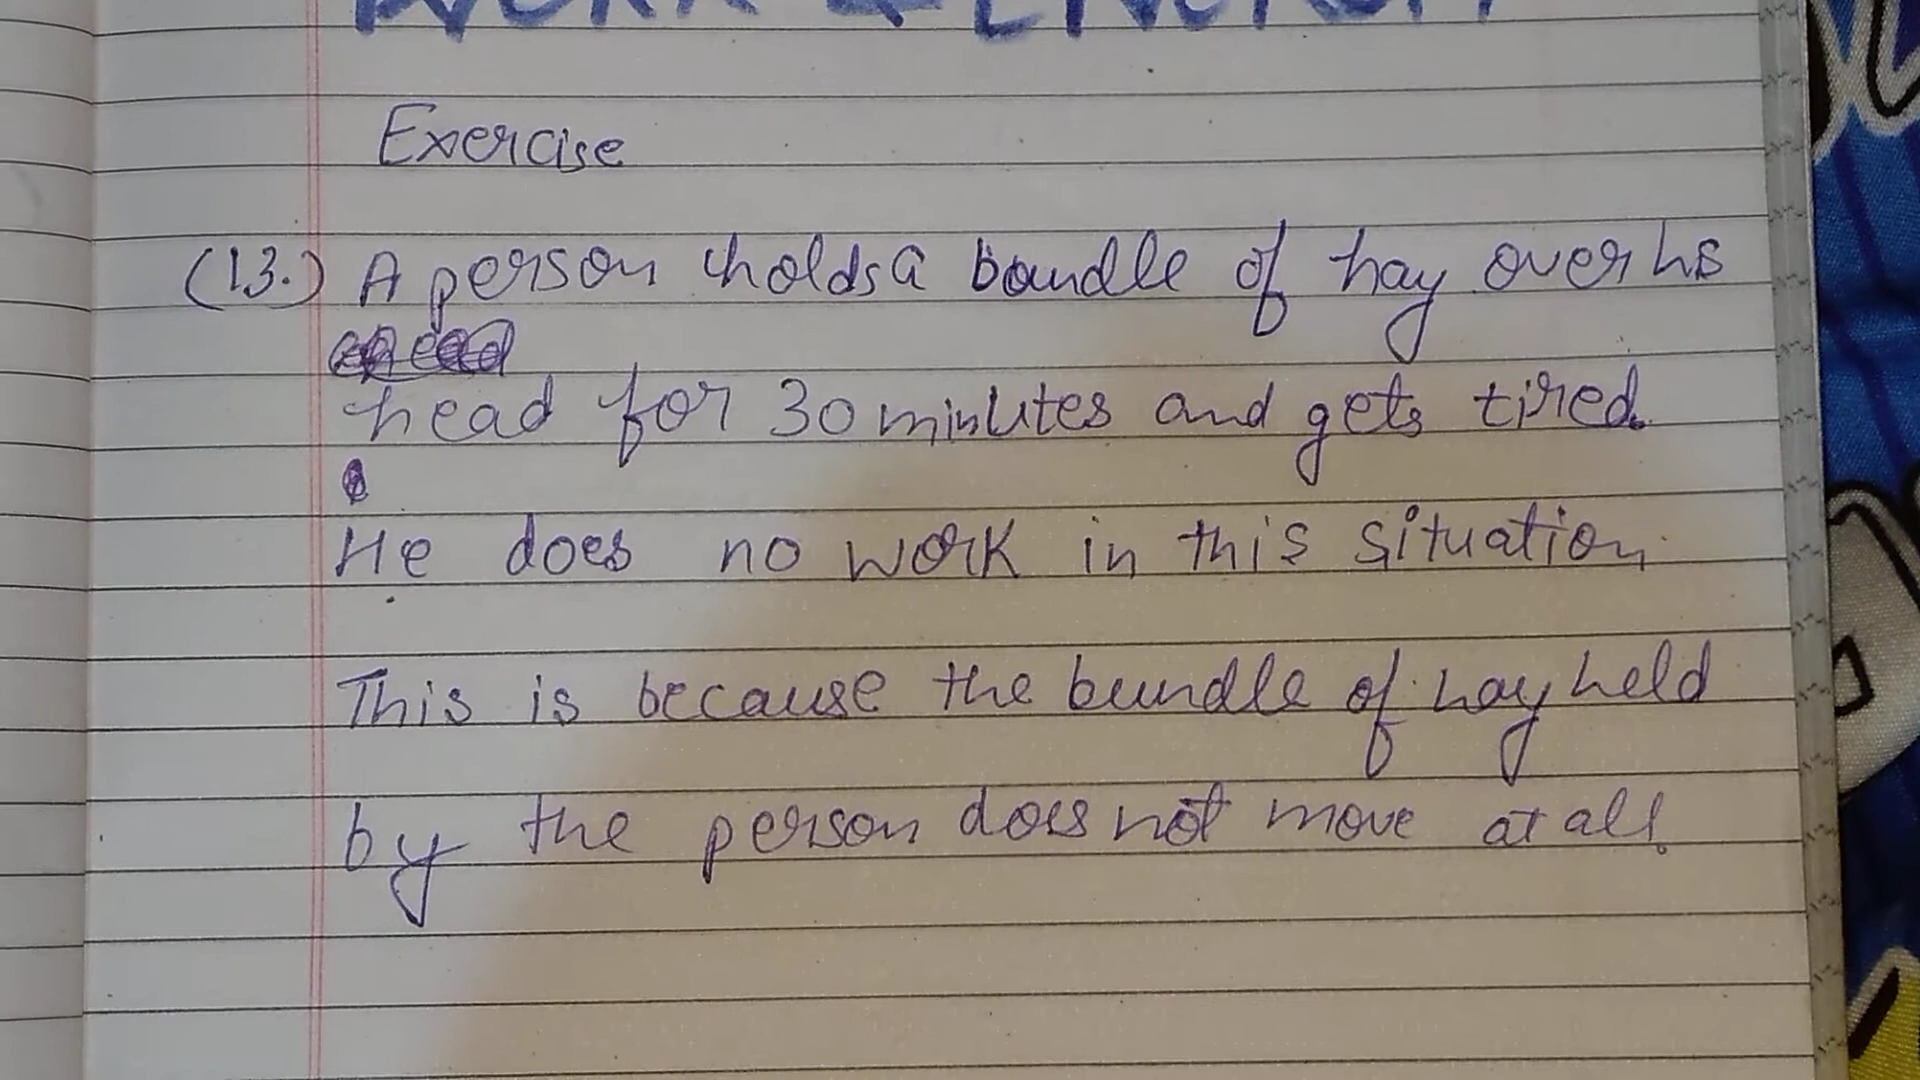 WORK & ENERGY
Exercise
(13.) A person holds a bundle of hay over his
head for 30 minutes and gets tired.
He does no work in this situation.
This is because the bundle of hay held
by the person does not move at all.